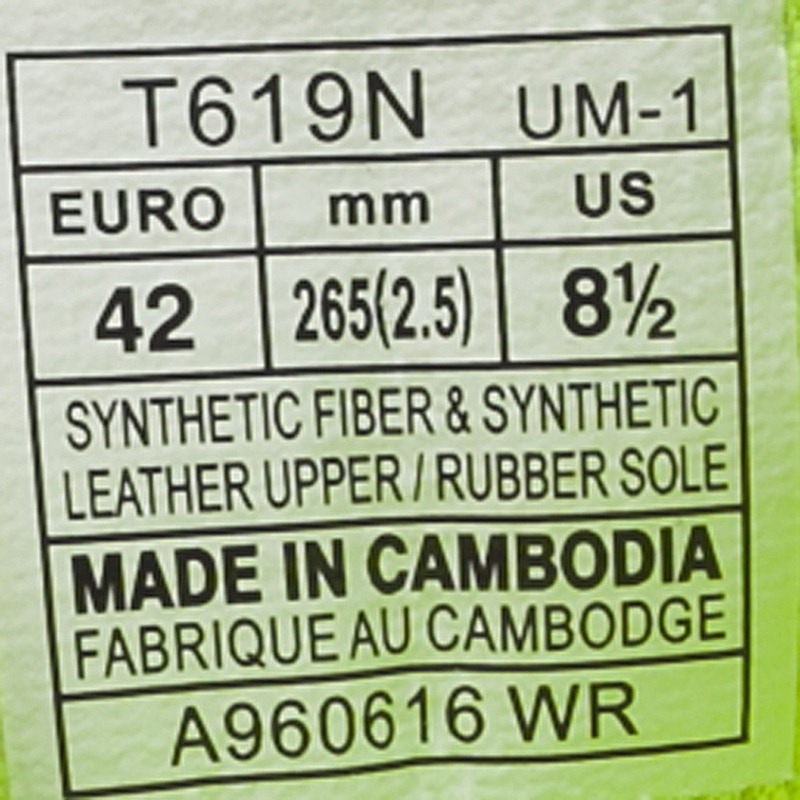 T619N UM-1
EURO mm US
42 265(2.5) 8½
SYNTHETIC FIBER & SYNTHETIC
LEATHER UPPER / RUBBER SOLE
MADE IN CAMBODIA
FABRIQUE AU CAMBODGE
A960616 WR